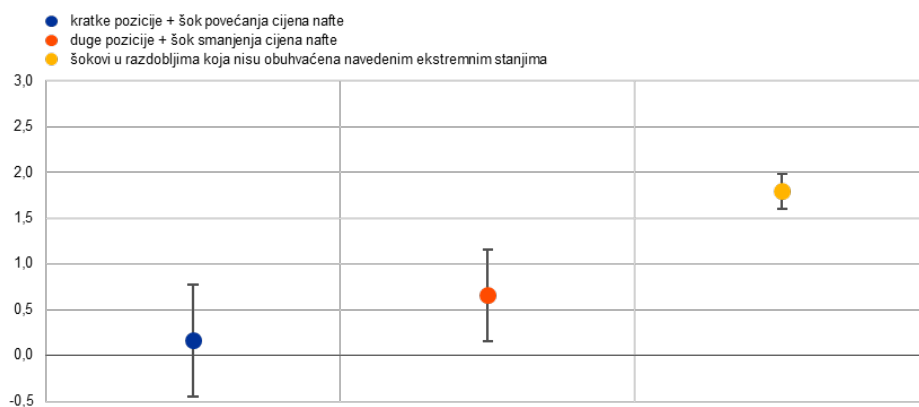 kratke pozicije + šok povećanja cijena nafte
duge pozicije + šok smanjenja cijena nafte
šokovi u razdobljima koja nisu obuhvaćena navedenim ekstremnim stanjima
3,0
2,5
2,0
1,5
1,0
0,5
0,0
-0,5